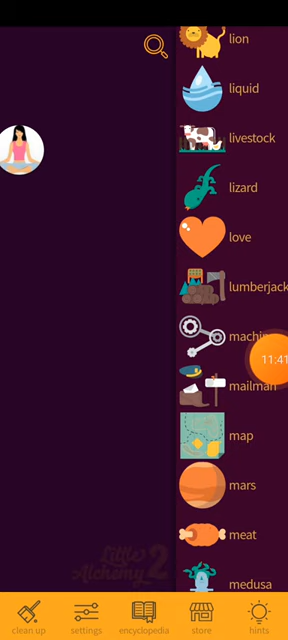 lion
liquid
livestock
lizard
love
lumberjack
machin
11:41
mailman
map
mars
meat
medusa
Little
Alchemy 2
clean up
settings
encyclopedia
store
hints